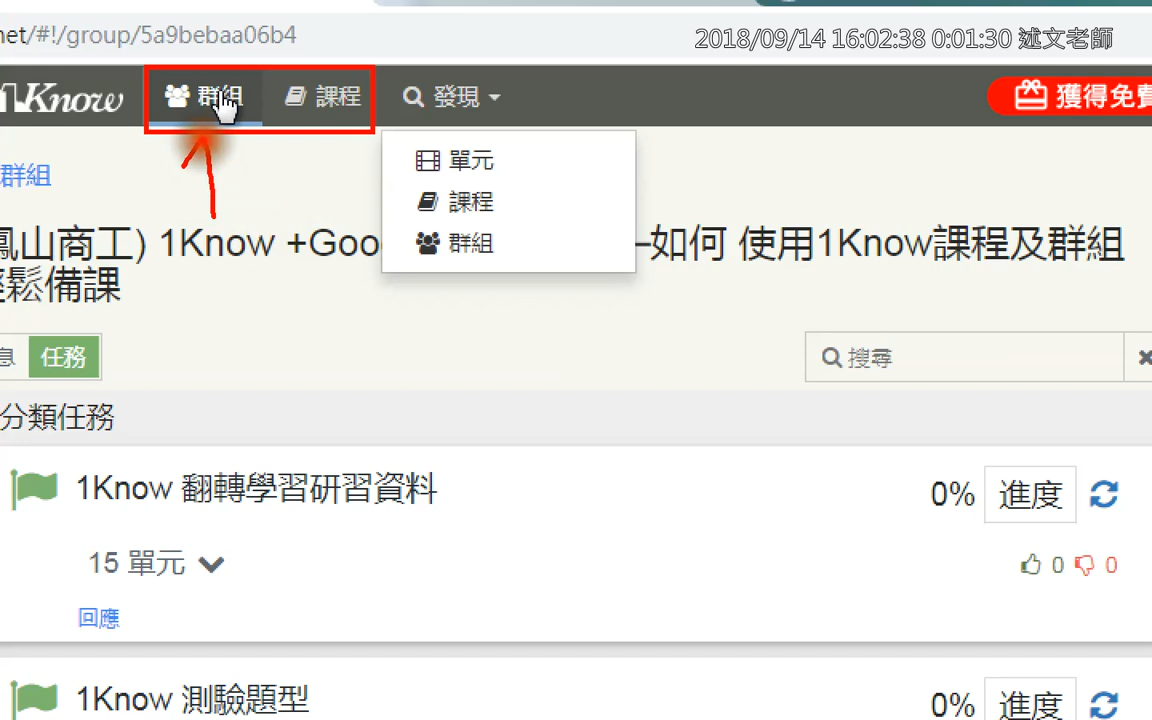 net/#!/group/5a9bebaa06b4
2018/09/14 16:02:38 0:01:30 述文老師
1Know 群組 課程 發現 獲得免費
單元
課程
群組
群組
鳳山商工) 1Know +Goo –如何 使用1Know課程及群組
輕鬆備課
息 任務 搜尋
分類任務
1Know 翻轉學習研習資料 0% 進度
15 單元 0 0
回應
1Know 測驗題型 0% 進度